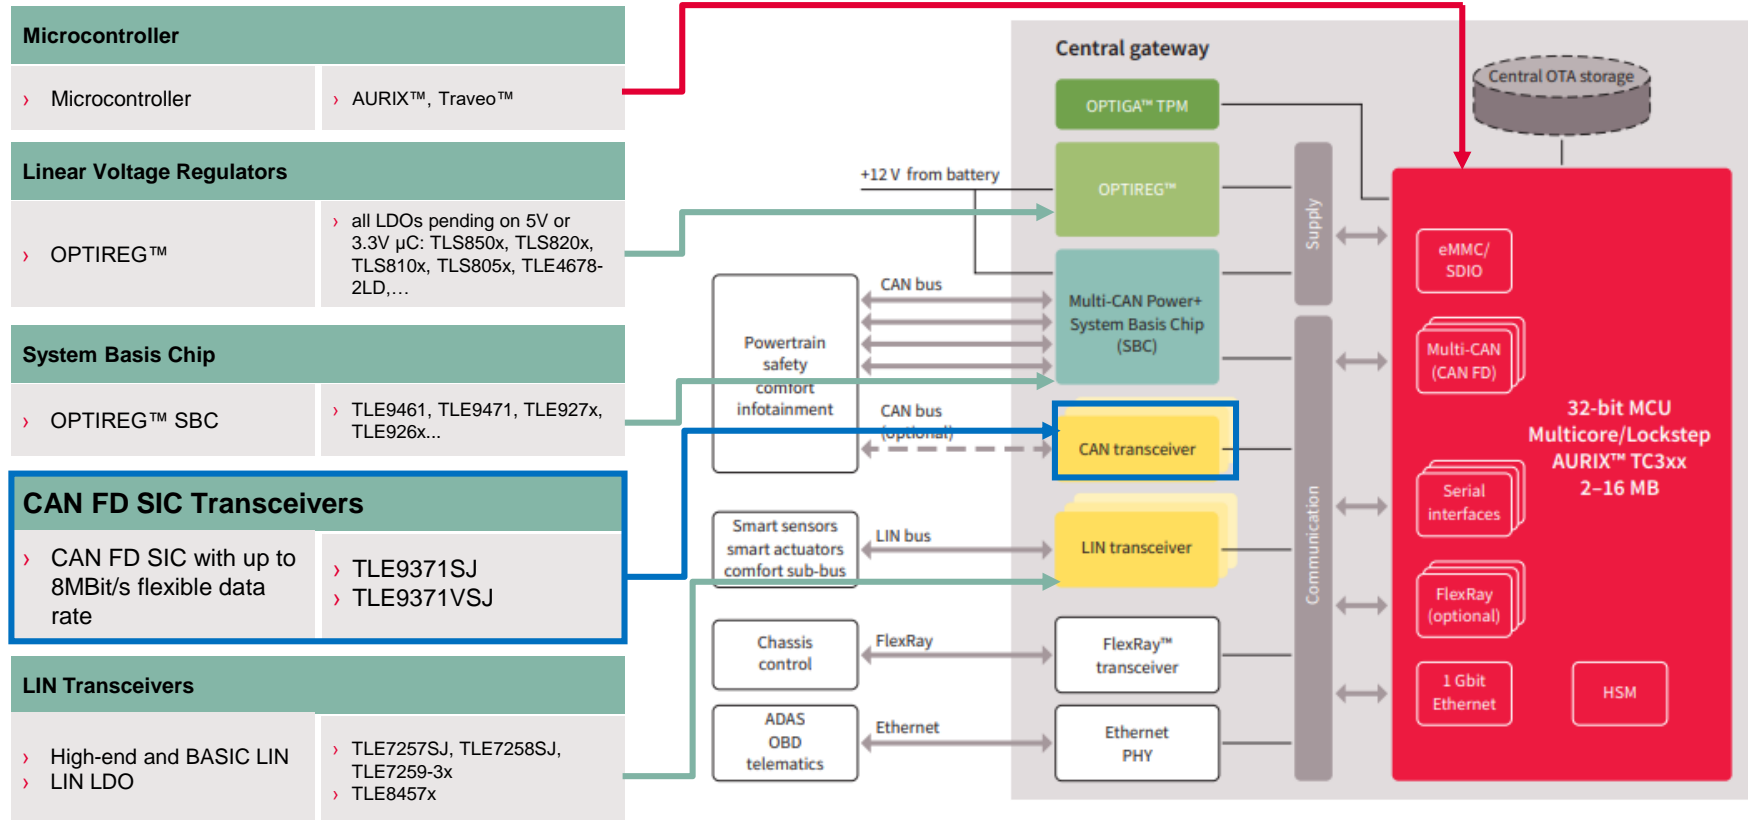 Microcontroller
› Microcontroller
› AURIX™, Traveo™
Linear Voltage Regulators
› OPTIREG™
› all LDOs pending on 5V or
3.3V µC: TLS850x, TLS820x,
TLS810x, TLS805x, TLE4678-
2LD,…
System Basis Chip
› OPTIREG™ SBC
› TLE9461, TLE9471, TLE927x,
TLE926x...
CAN FD SIC Transceivers
› CAN FD SIC with up to
8MBit/s flexible data
rate
› TLE9371SJ
› TLE9371VSJ
LIN Transceivers
› High-end and BASIC LIN
› LIN LDO
› TLE7257SJ, TLE7258SJ,
TLE7259-3x
› TLE8457x
Central gateway
Central OTA storage
OPTIGA™ TPM
+12 V from battery
OPTIREG™
Supply
CAN bus
Multi-CAN Power+
System Basis Chip
(SBC)
Powertrain
safety
comfort
infotainment
CAN bus
(optional)
CAN transceiver
Smart sensors
smart actuators
comfort sub-bus
LIN bus
LIN transceiver
Communication
Chassis
control
FlexRay
FlexRay™
transceiver
ADAS
OBD
telematics
Ethernet
Ethernet
PHY
eMMC/
SDIO
Multi-CAN
(CAN FD)
32-bit MCU
Multicore/Lockstep
AURIX™ TC3xx
2–16 MB
Serial
interfaces
FlexRay
(optional)
1 Gbit
Ethernet
HSM